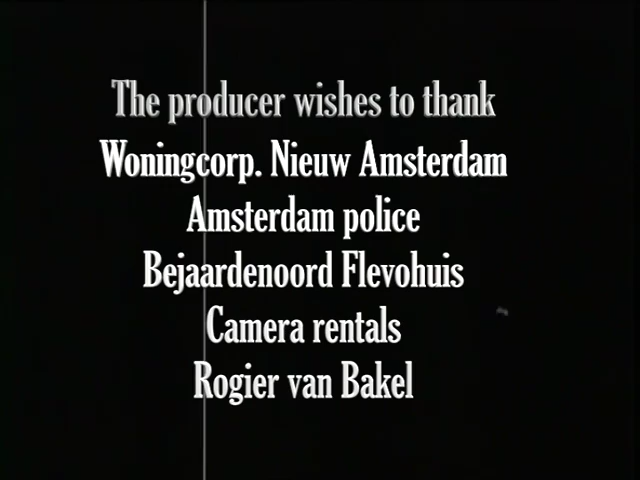 The producer wishes to thank
Woningcorp. Nieuw Amsterdam
Amsterdam police
Bejaardenoord Flevohuis
Camera rentals
Rogier van Bakel